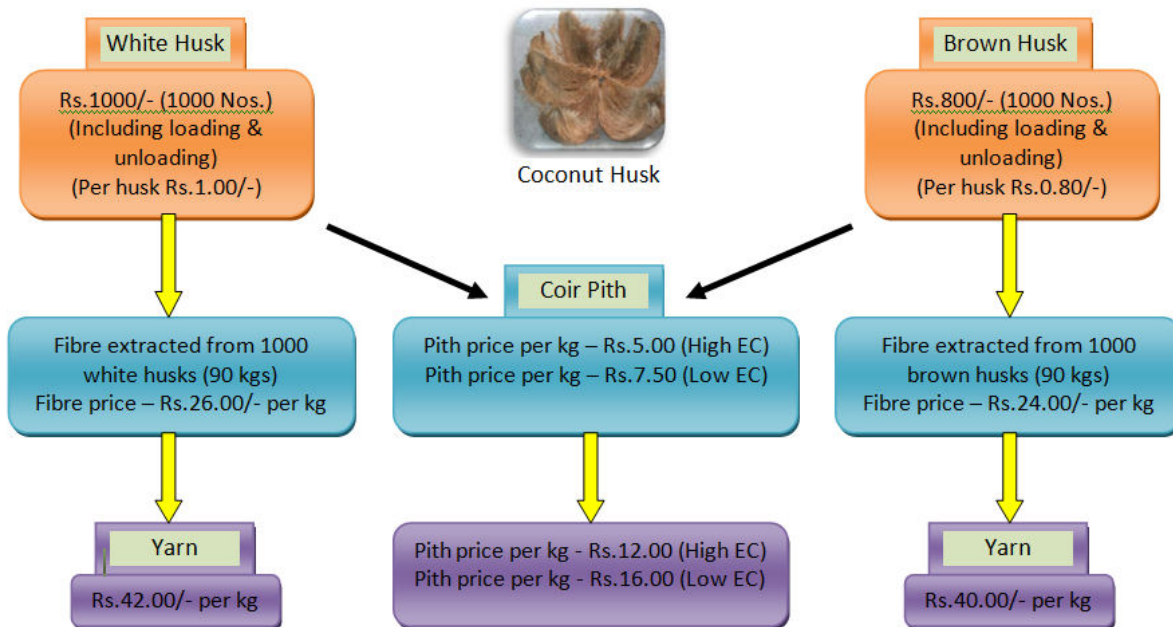 White Husk
Rs.1000/- (1000 Nos.)
(Including loading &
unloading)
(Per husk Rs.1.00/-)
Coconut Husk
Brown Husk
Rs.800/- (1000 Nos.)
(Including loading &
unloading)
(Per husk Rs.0.80/-)
Fibre extracted from 1000
white husks (90 kgs)
Fibre price – Rs.26.00/- per kg
Coir Pith
Pith price per kg – Rs.5.00 (High EC)
Pith price per kg – Rs.7.50 (Low EC)
Fibre extracted from 1000
brown husks (90 kgs)
Fibre price – Rs.24.00/- per kg
Yarn
Rs.42.00/- per kg
Pith price per kg - Rs.12.00 (High EC)
Pith price per kg - Rs.16.00 (Low EC)
Yarn
Rs.40.00/- per kg